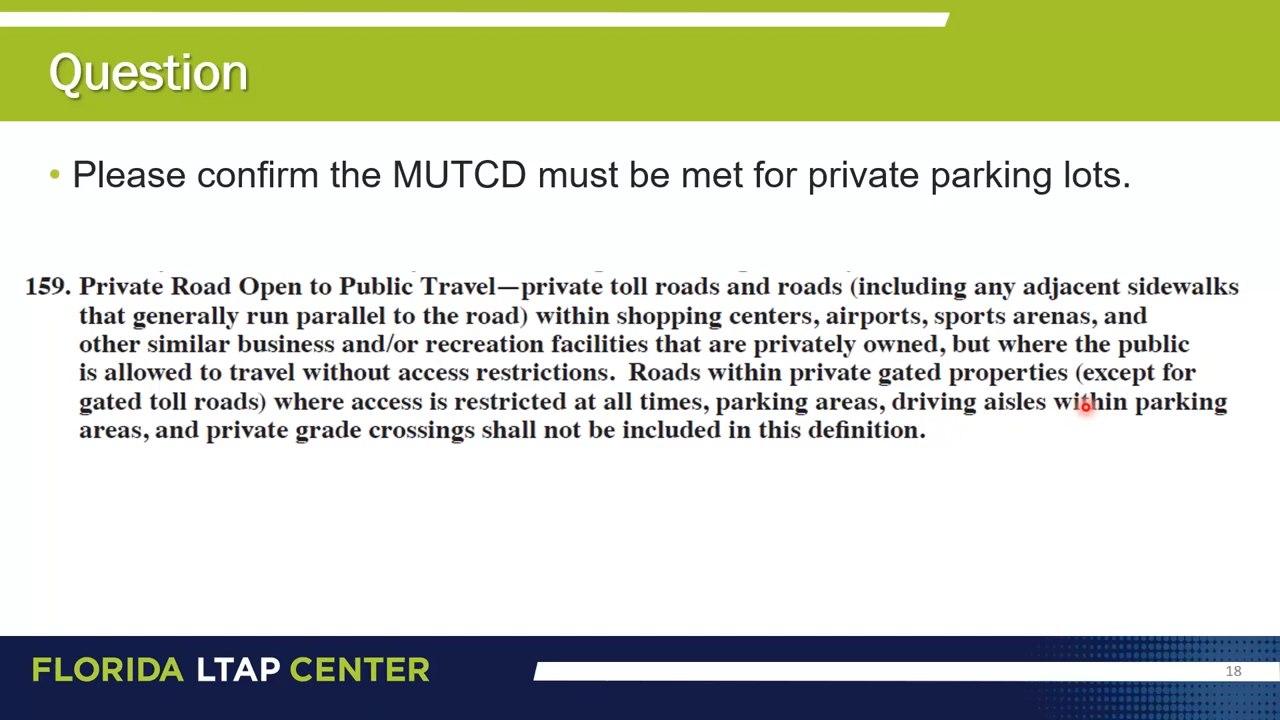 Question
• Please confirm the MUTCD must be met for private parking lots.
159. Private Road Open to Public Travel—private toll roads and roads (including any adjacent sidewalks
that generally run parallel to the road) within shopping centers, airports, sports arenas, and
other similar business and/or recreation facilities that are privately owned, but where the public
is allowed to travel without access restrictions. Roads within private gated properties (except for
gated toll roads) where access is restricted at all times, parking areas, driving aisles within parking
areas, and private grade crossings shall not be included in this definition.
FLORIDA LTAP CENTER
18